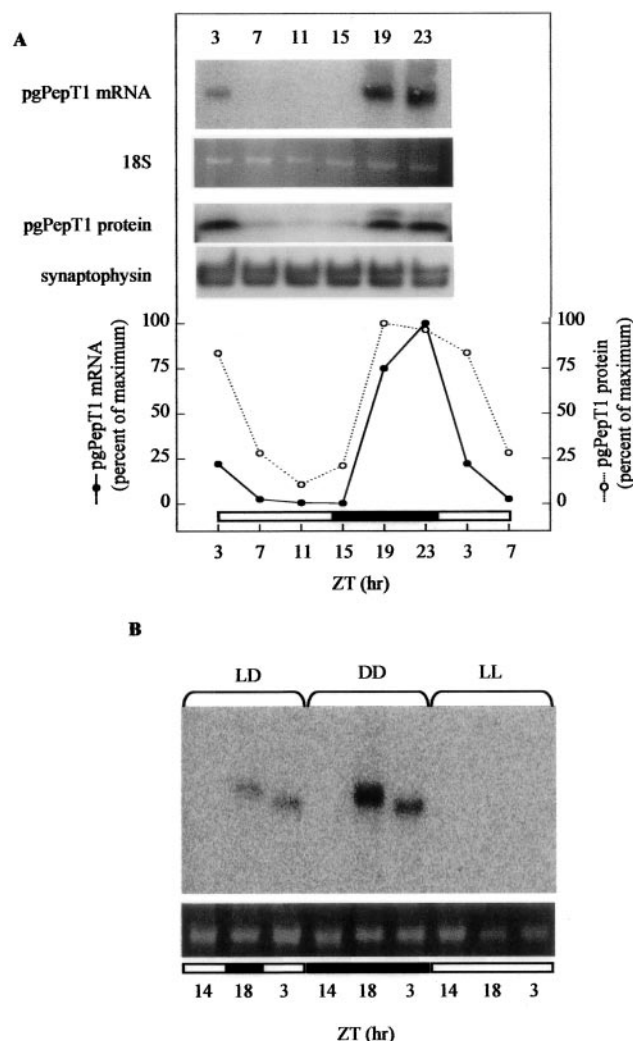 A
3 7 11 15 19 23
pgPepT1 mRNA
18S
pgPepT1 protein
synaptophysin
pgPepT1 mRNA
(percent of maximum)
100
75
50
25
0
100
75
50
25
0
pgPepT1 protein
(percent of maximum)
3 7 11 15 19 23 3 7
ZT (hr)
B
LD DD LL
14 18 3 14 18 3 14 18 3
ZT (hr)